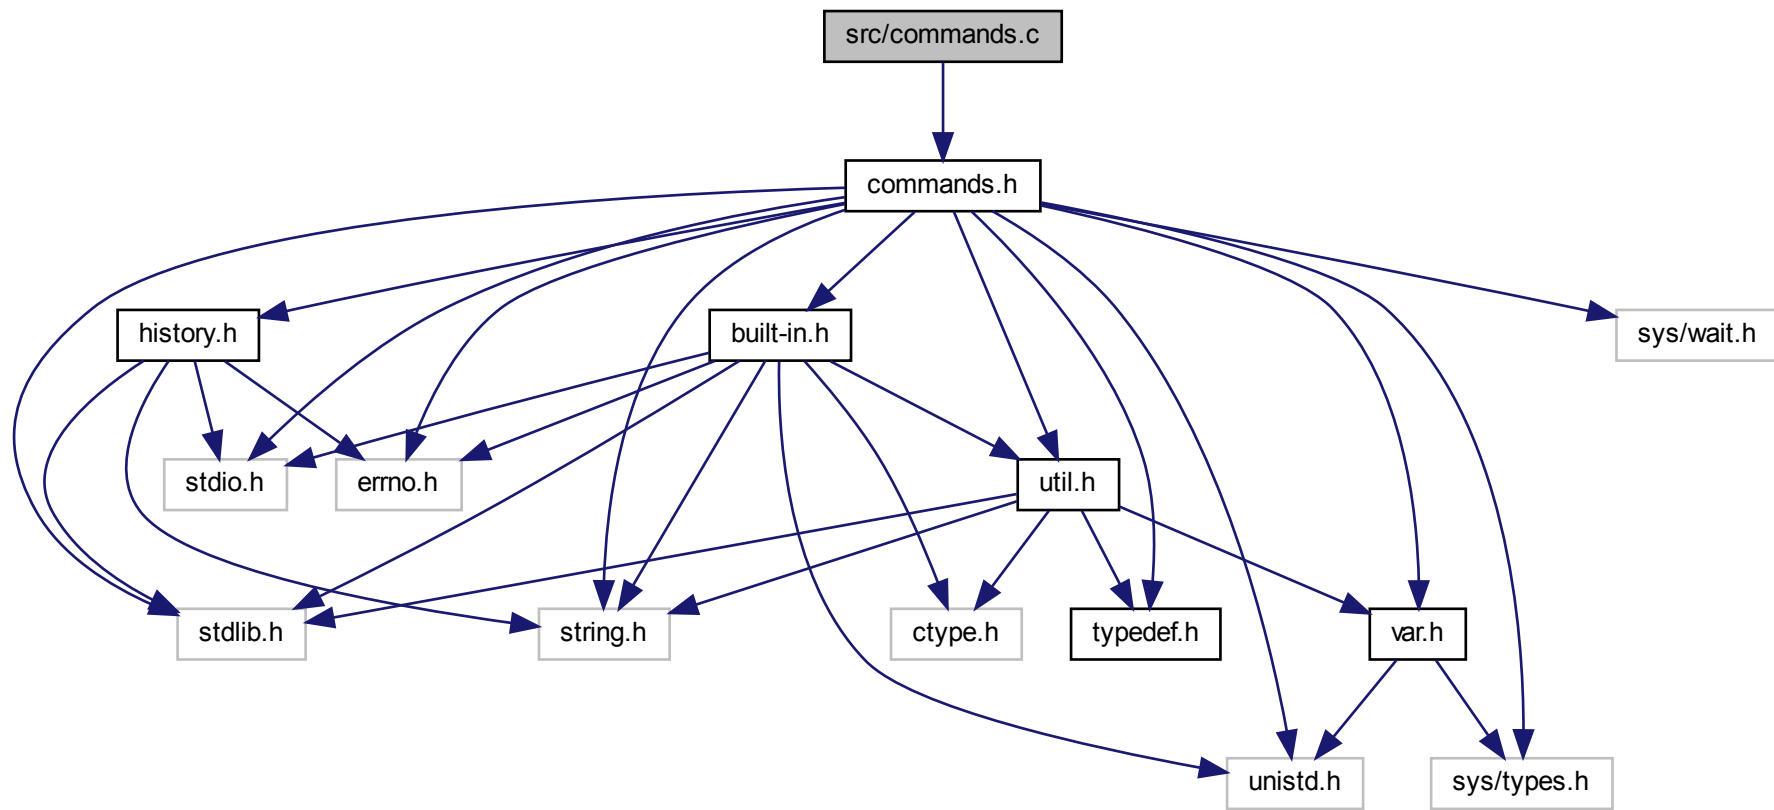 src/commands.c
commands.h
history.h
built-in.h
sys/wait.h
stdio.h
errno.h
util.h
stdlib.h
string.h
ctype.h
typedef.h
var.h
unistd.h
sys/types.h